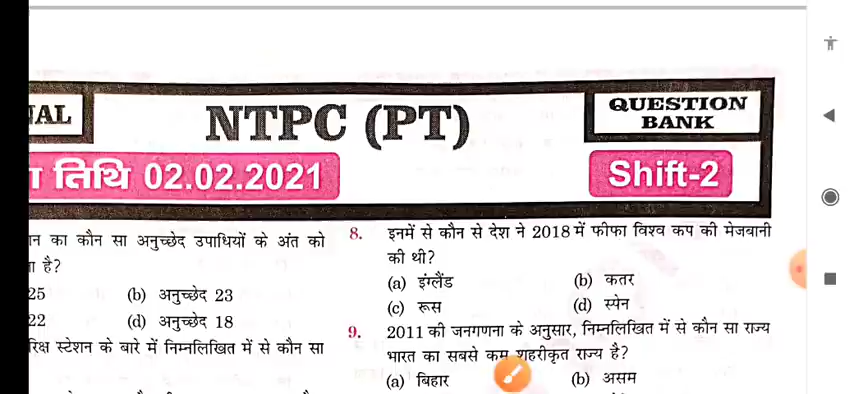 NTPC (PT)
QUESTION
BANK
तिथि 02.02.2021
Shift-2
का कौन सा अनुच्छेद उपाधियों के अंत को
है?
25
(b) अनुच्छेद 23
22
(d) अनुच्छेद 18
स्टेशन के बारे में निम्नलिखित में से कौन सा
8. इनमें से कौन से देश ने 2018 में फीफा विश्व कप की मेजबानी
की थी?
(a) इंग्लैंड
(b) कतर
(c) रूस
(d) स्पेन
9. 2011 की जनगणना के अनुसार, निम्नलिखित में से कौन सा राज्य
भारत का सबसे कम शहरीकृत राज्य है?
(a) बिहार
(b) असम